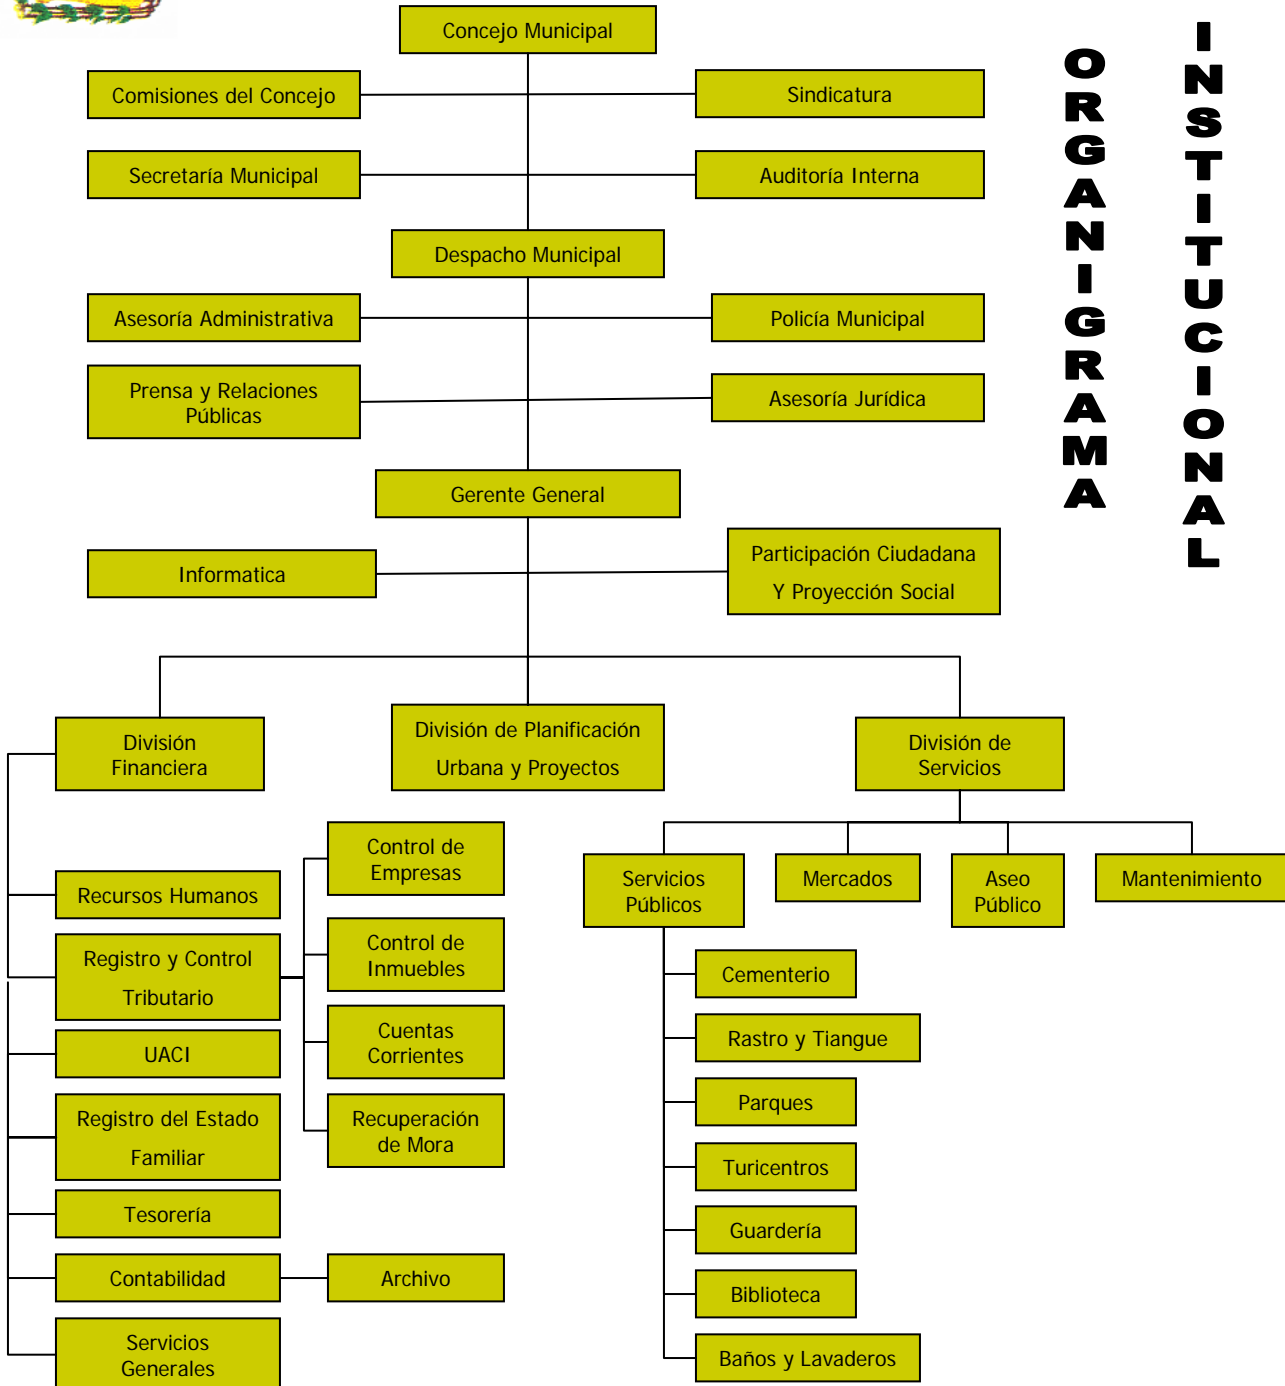 Concejo Municipal
Comisiones del Concejo
Sindicatura
Secretaría Municipal
Auditoría Interna
Despacho Municipal
Asesoría Administrativa
Policía Municipal
Prensa y Relaciones
Públicas
Asesoría Jurídica
Gerente General
Informatica
Participación Ciudadana
Y Proyección Social
ORGANIGRAMA
INSTITUCIONAL
División
Financiera
División de Planificación
Urbana y Proyectos
División de
Servicios
Recursos Humanos
Registro y Control
Tributario
UACI
Registro del Estado
Familiar
Tesorería
Contabilidad
Servicios
Generales
Control de
Empresas
Control de
Inmuebles
Cuentas
Corrientes
Recuperación
de Mora
Archivo
Servicios
Públicos
Mercados
Aseo
Público
Mantenimiento
Cementerio
Rastro y Tiangue
Parques
Turicentros
Guardería
Biblioteca
Baños y Lavaderos